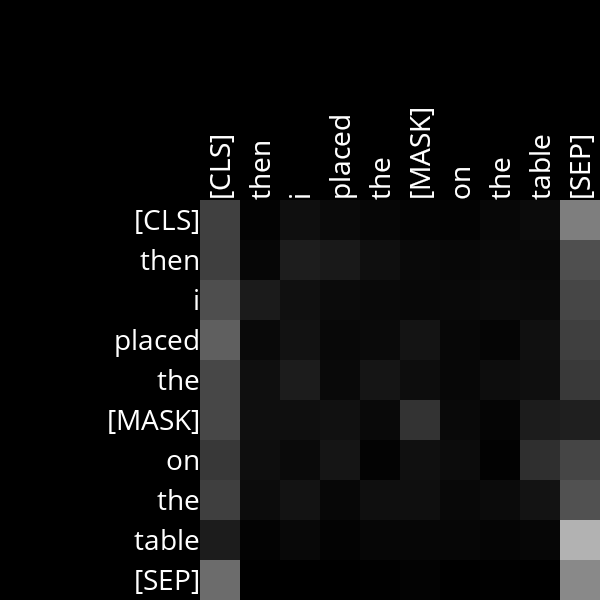 [CLS] then i placed the [MASK] on the table [SEP]
[CLS]
then
i
placed
the
[MASK]
on
the
table
[SEP]